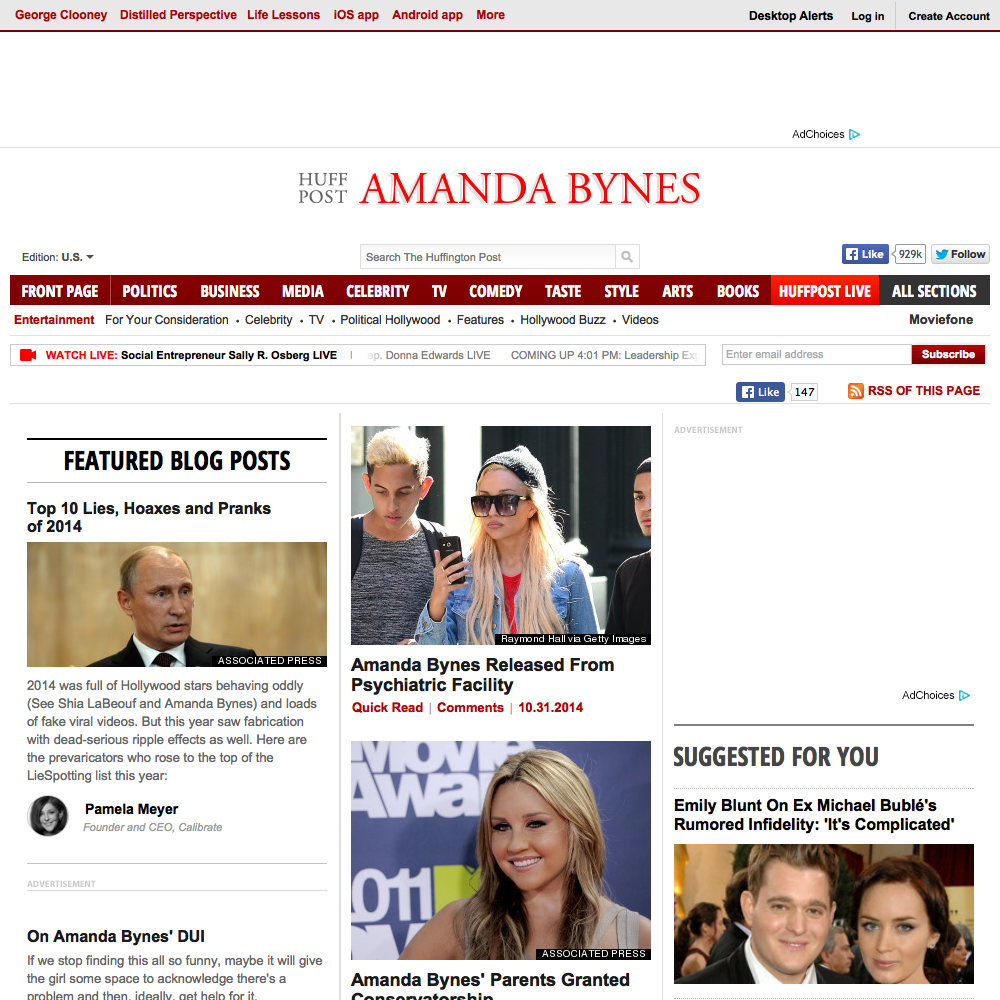 George Clooney Distilled Perspective Life Lessons iOS app Android app More Desktop Alerts Log in Create Account
AdChoices
HUFF
POST AMANDA BYNES
Edition: U.S. Search The Huffington Post Like 929k Follow
FRONT PAGE POLITICS BUSINESS MEDIA CELEBRITY TV COMEDY TASTE STYLE ARTS BOOKS HUFFPOST LIVE ALL SECTIONS
Entertainment For Your Consideration • Celebrity • TV • Political Hollywood • Features • Hollywood Buzz • Videos Moviefone
WATCH LIVE: Social Entrepreneur Sally R. Osberg LIVE | ep. Donna Edwards LIVE COMING UP 4:01 PM: Leadership Ex Enter email address Subscribe
Like 147 RSS OF THIS PAGE
FEATURED BLOG POSTS
Top 10 Lies, Hoaxes and Pranks
of 2014
ASSOCIATED PRESS
2014 was full of Hollywood stars behaving oddly
(See Shia LaBeouf and Amanda Bynes) and loads
of fake viral videos. But this year saw fabrication
with dead-serious ripple effects as well. Here are
the prevaricators who rose to the top of the
LieSpotting list this year:
Pamela Meyer
Founder and CEO, Calibrate
ADVERTISEMENT
On Amanda Bynes' DUI
If we stop finding this all so funny, maybe it will give
the girl some space to acknowledge there's a
problem and then, ideally, get help for it.
Raymond Hall via Getty Images
Amanda Bynes Released From
Psychiatric Facility
Quick Read | Comments | 10.31.2014
MOVIE
AWA
011
ASSOCIATED PRESS
Amanda Bynes' Parents Granted
Conservatorship
ADVERTISEMENT
AdChoices
SUGGESTED FOR YOU
Emily Blunt On Ex Michael Bublé's
Rumored Infidelity: 'It's Complicated'